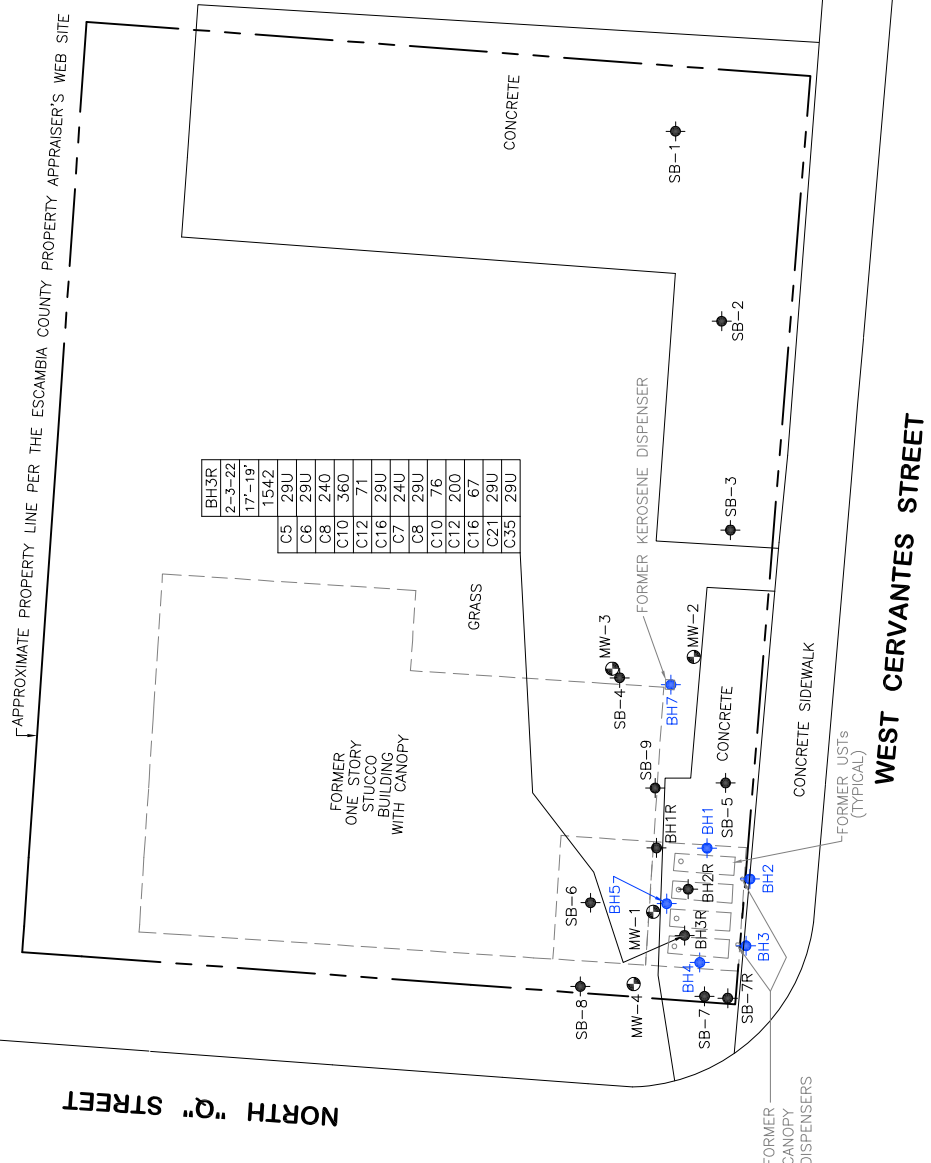 APPROXIMATE PROPERTY LINE PER THE ESCAMBIA COUNTY PROPERTY APPRAISER'S WEB SITE
CONCRETE
SB-1
SB-2
SB-3
BH3R
2-3-22
17'-19'
1542
C5 29U
C6 29U
C8 240
C10 360
C12 71
C16 29U
C7 24U
C8 29U
C10 76
C12 200
C16 67
C21 29U
C35 29U
GRASS
FORMER KEROSENE DISPENSER
MW-3
MW-2
SB-4
BH7
FORMER
ONE STORY
STUCCO
BUILDING
WITH CANOPY
SB-9
CONCRETE
SB-5
CONCRETE SIDEWALK
BH1R
BH1
FORMER USTs
(TYPICAL)
WEST CERVANTES STREET
SB-6
BH5
MW-1
BH2R
BH2
BH3R
BH3
BH4
SB-8
MW-4
SB-7
SB-7R
FORMER
CANOPY
DISPENSERS
NORTH "Q" STREET